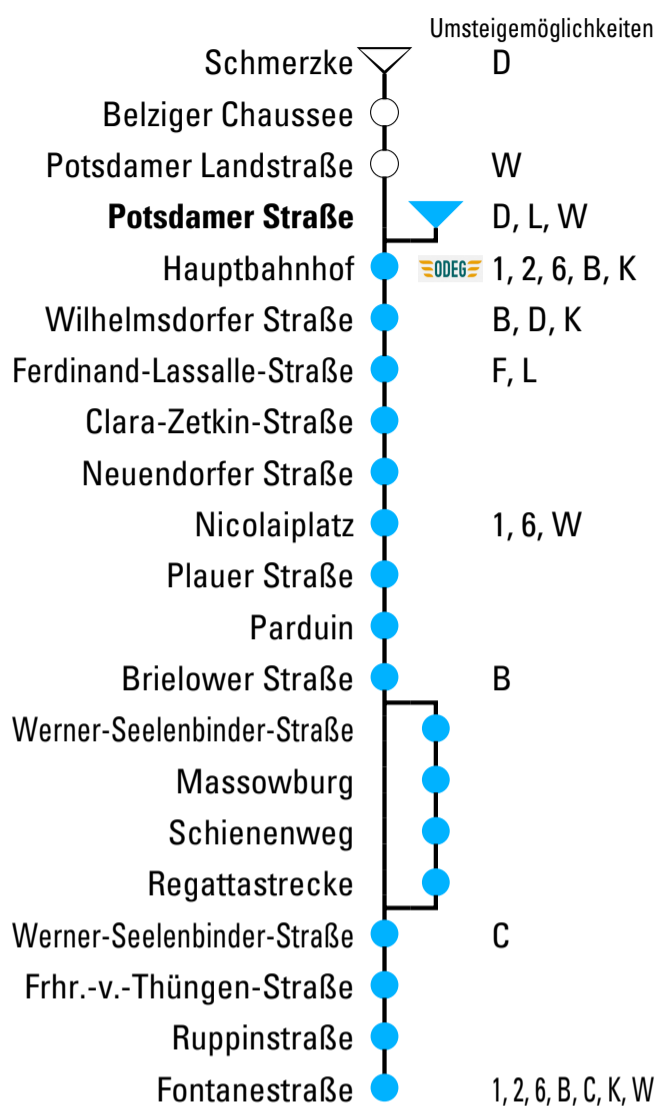 Umsteigemöglichkeiten
Schmerzke D
Belziger Chaussee
Potsdamer Landstraße W
Potsdamer Straße D, L, W
Hauptbahnhof ODEG 1, 2, 6, B, K
Wilhelmsdorfer Straße B, D, K
Ferdinand-Lassalle-Straße F, L
Clara-Zetkin-Straße
Neuendorfer Straße
Nicolaiplatz 1, 6, W
Plauer Straße
Parduin
Brielower Straße B
Werner-Seelenbinder-Straße
Massowburg
Schienenweg
Regattastrecke
Werner-Seelenbinder-Straße C
Frhr.-v.-Thüngen-Straße
Ruppinstraße
Fontanestraße 1, 2, 6, B, C, K, W